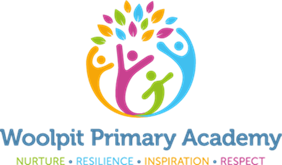 Woolpit Primary Academy
NURTURE • RESILIENCE • INSPIRATION • RESPECT